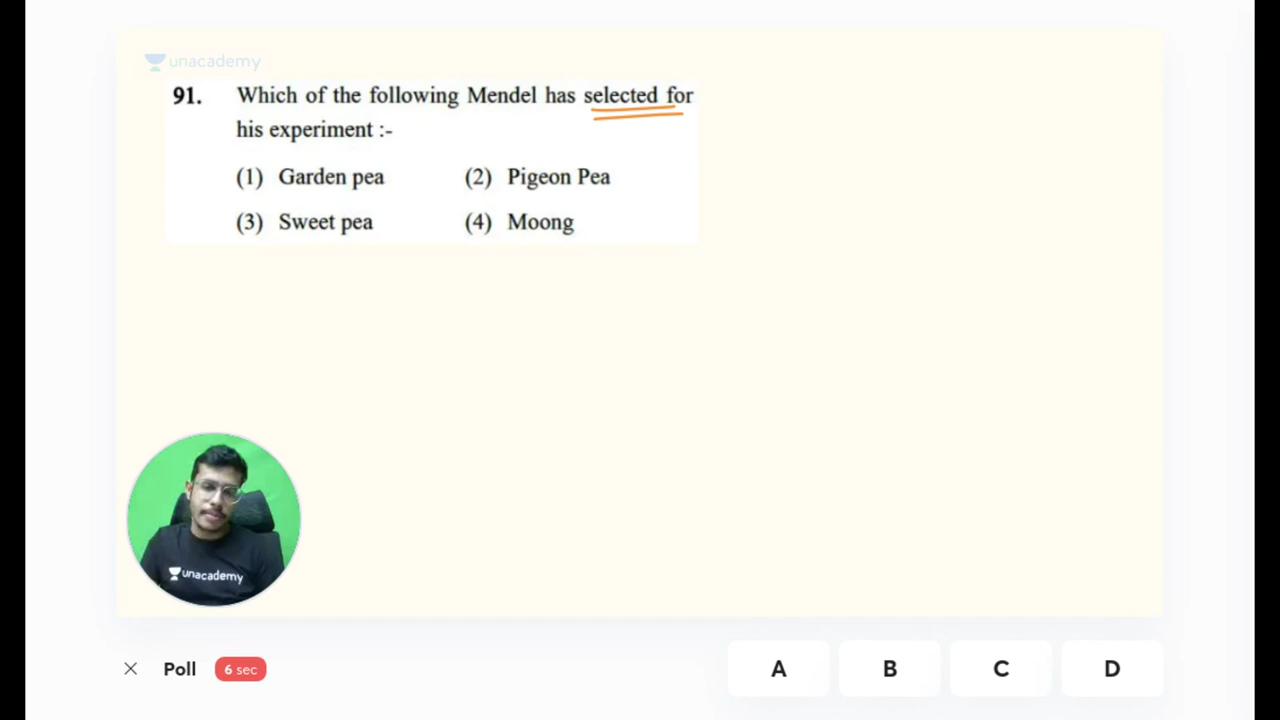 unacademy
91. Which of the following Mendel has selected for
his experiment :-
(1) Garden pea (2) Pigeon Pea
(3) Sweet pea (4) Moong
unacademy
Poll 6 sec A B C D